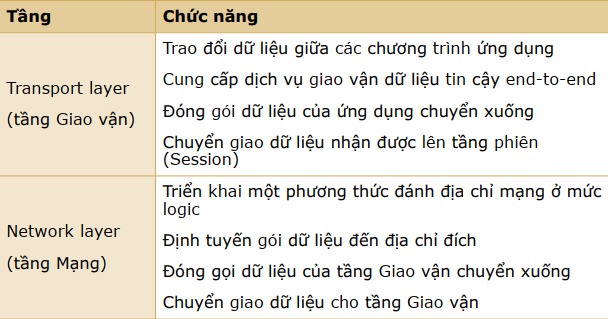 Tầng
Chức năng
Transport layer
(tầng Giao vận)
Trao đổi dữ liệu giữa các chương trình ứng dụng
Cung cấp dịch vụ giao vận dữ liệu tin cậy end-to-end
Đóng gói dữ liệu của ứng dụng chuyển xuống
Chuyển giao dữ liệu nhận được lên tầng phiên
(Session)
Network layer
(tầng Mạng)
Triển khai một phương thức đánh địa chỉ mạng ở mức
logic
Định tuyến gói dữ liệu đến địa chỉ đích
Đóng gọi dữ liệu của tầng Giao vận chuyển xuống
Chuyển giao dữ liệu cho tầng Giao vận